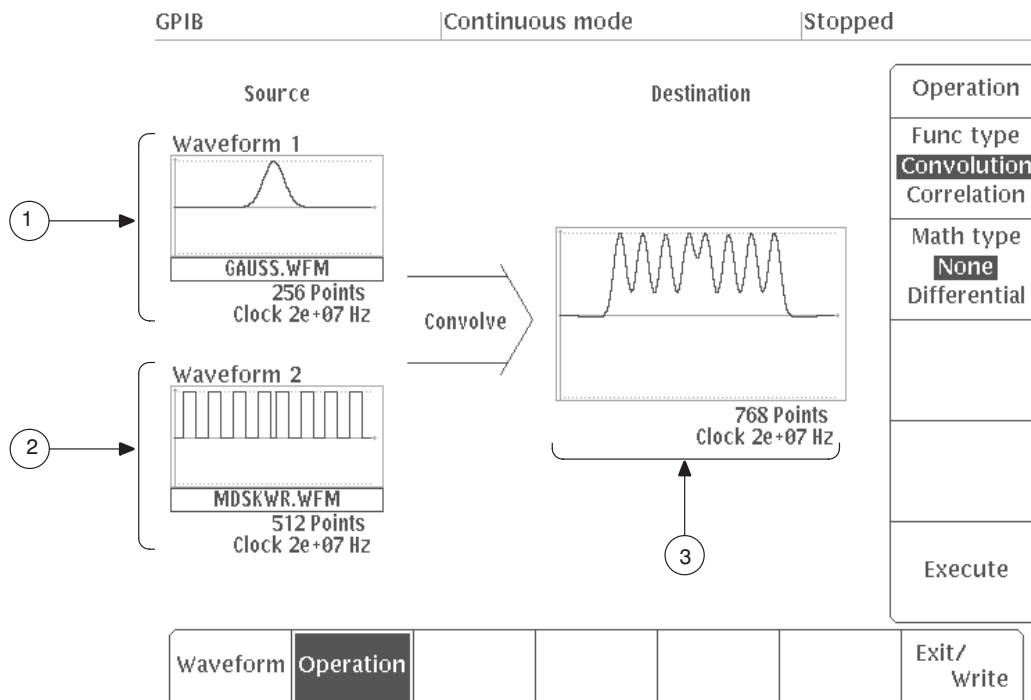 GPIB
Continuous mode
Stopped
Source
Destination
Waveform 1
GAUSS.WFM
256 Points
Clock 2e+07 Hz
1
Convolve
Waveform 2
MDSKWR.WFM
512 Points
Clock 2e+07 Hz
2
768 Points
Clock 2e+07 Hz
3
Operation
Func type
Convolution
Correlation
Math type
None
Differential
Execute
Waveform
Operation
Exit/
Write